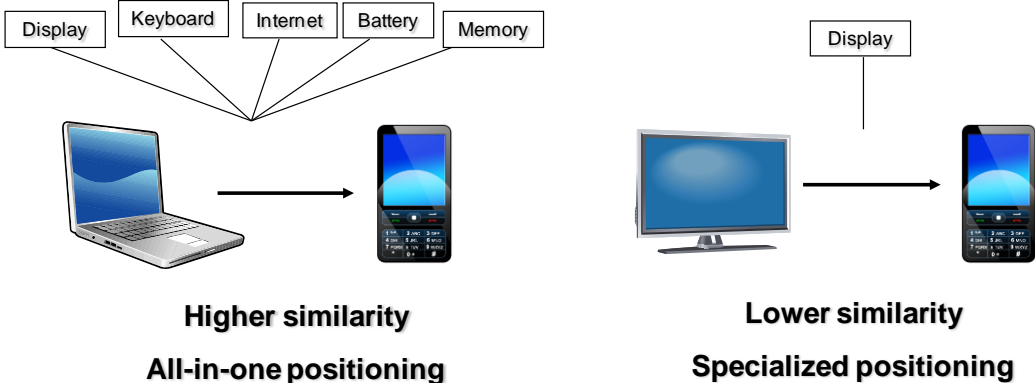 Display
Keyboard
Internet
Battery
Memory
Higher similarity
All-in-one positioning
Display
Lower similarity
Specialized positioning